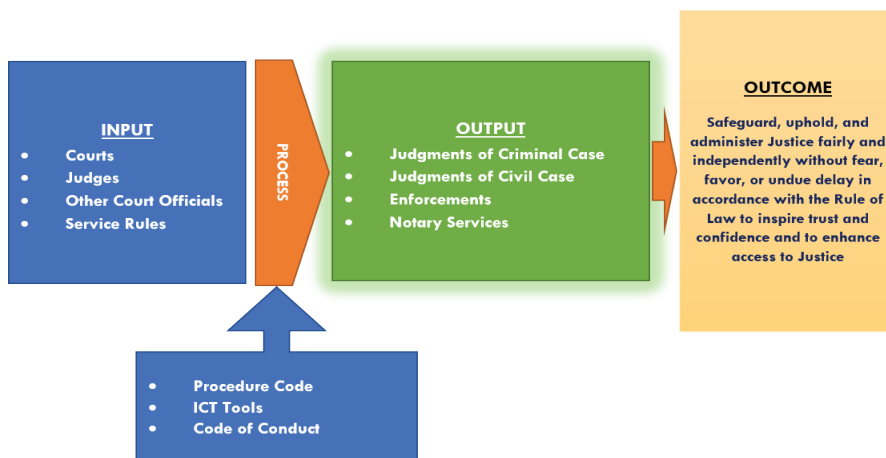 INPUT
• Courts
• Judges
• Other Court Officials
• Service Rules
PROCESS
• Procedure Code
• ICT Tools
• Code of Conduct
OUTPUT
• Judgments of Criminal Case
• Judgments of Civil Case
• Enforcements
• Notary Services
OUTCOME
Safeguard, uphold, and
administer Justice fairly and
independently without fear,
favor, or undue delay in
accordance with the Rule of
Law to inspire trust and
confidence and to enhance
access to Justice